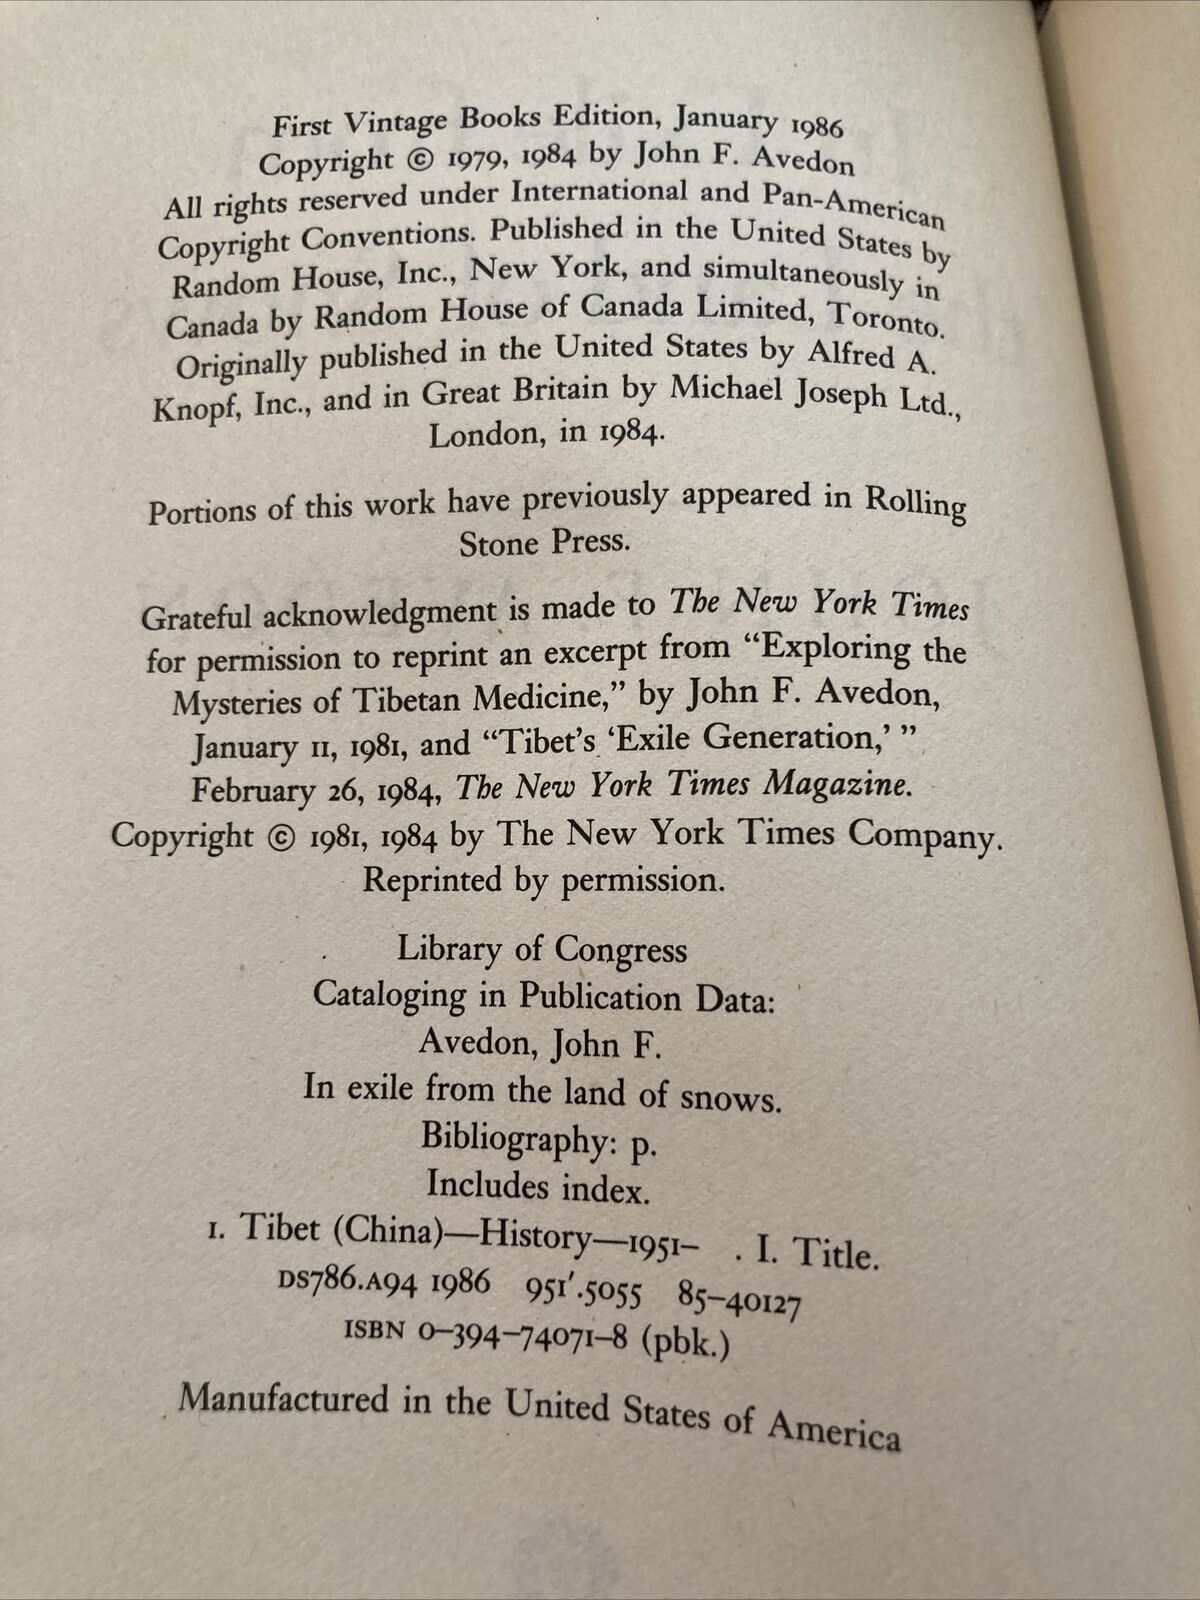 First Vintage Books Edition, January 1986
Copyright © 1979, 1984 by John F. Avedon
All rights reserved under International and Pan-American
Copyright Conventions. Published in the United States by
Random House, Inc., New York, and simultaneously in
Canada by Random House of Canada Limited, Toronto.
Originally published in the United States by Alfred A.
Knopf, Inc., and in Great Britain by Michael Joseph Ltd.,
London, in 1984.
Portions of this work have previously appeared in Rolling
Stone Press.
Grateful acknowledgment is made to The New York Times
for permission to reprint an excerpt from “Exploring the
Mysteries of Tibetan Medicine,” by John F. Avedon,
January 11, 1981, and “Tibet’s ‘Exile Generation,’ ”
February 26, 1984, The New York Times Magazine.
Copyright © 1981, 1984 by The New York Times Company.
Reprinted by permission.
Library of Congress
Cataloging in Publication Data:
Avedon, John F.
In exile from the land of snows.
Bibliography: p.
Includes index.
1. Tibet (China)—History—1951– . I. Title.
DS786.A94 1986 951′.5055 85–40127
ISBN 0–394–74071–8 (pbk.)
Manufactured in the United States of America